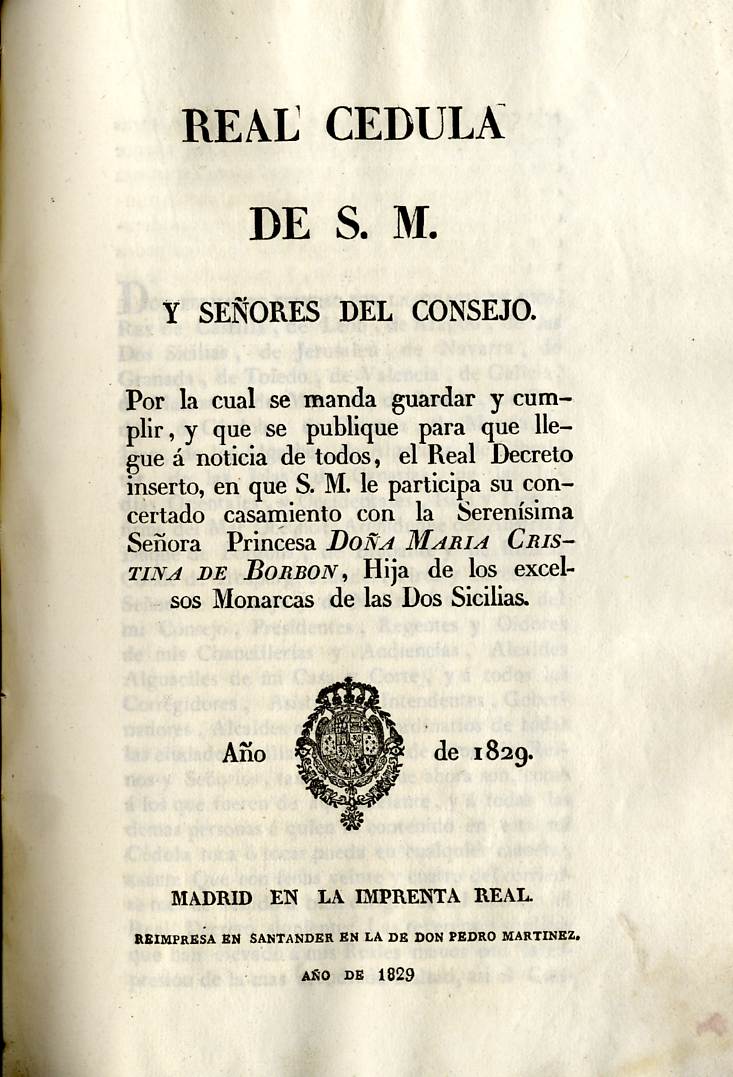 REAL CEDULA
DE S. M.
Y SEÑORES DEL CONSEJO.
Por la cual se manda guardar y cum-
plir, y que se publique para que lle-
gue á noticia de todos, el Real Decreto
inserto, en que S. M. le participa su con-
certado casamiento con la Serenísima
Señora Princesa DOÑA MARIA CRIS-
TINA DE BORBON, Hija de los excel-
sos Monarcas de las Dos Sicilias.
Año de 1829.
MADRID EN LA IMPRENTA REAL.
REIMPRESA EN SANTANDER EN LA DE DON PEDRO MARTINEZ.
AÑO DE 1829